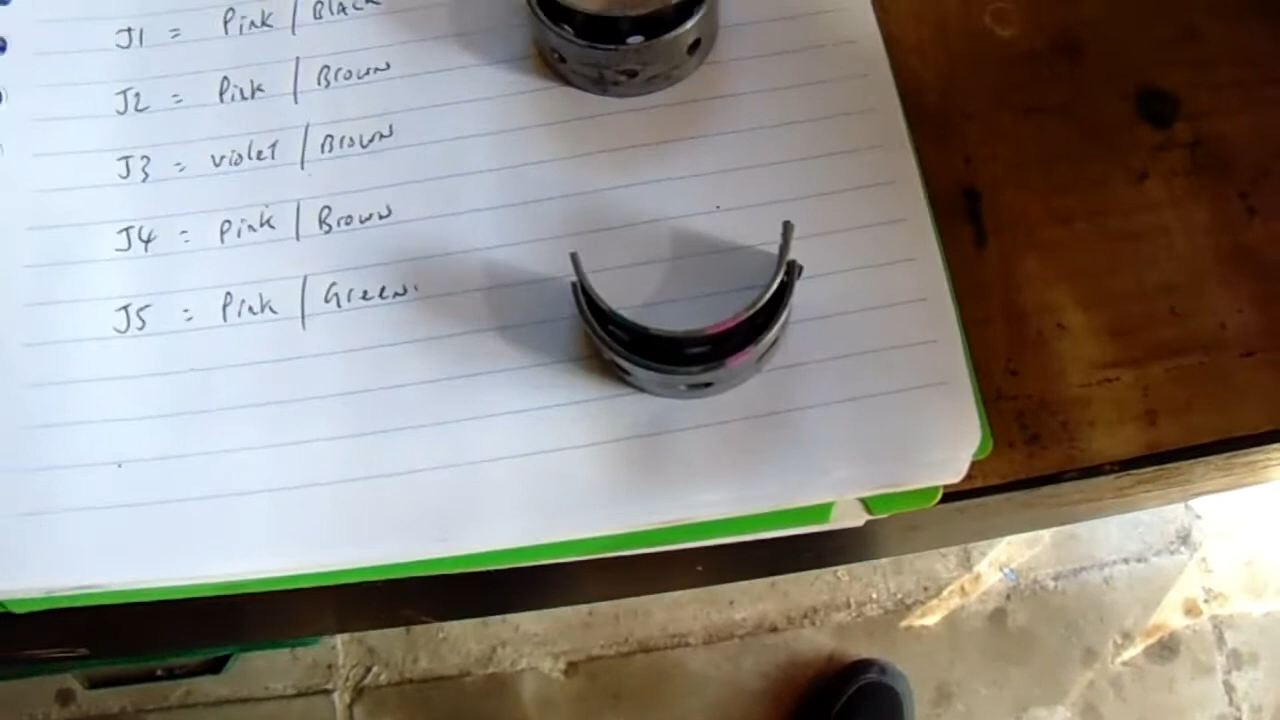 J1 = Pink / Black
J2 = Pink / Brown
J3 = violet / Brown
J4 = Pink / Brown
J5 = Pink / Green.